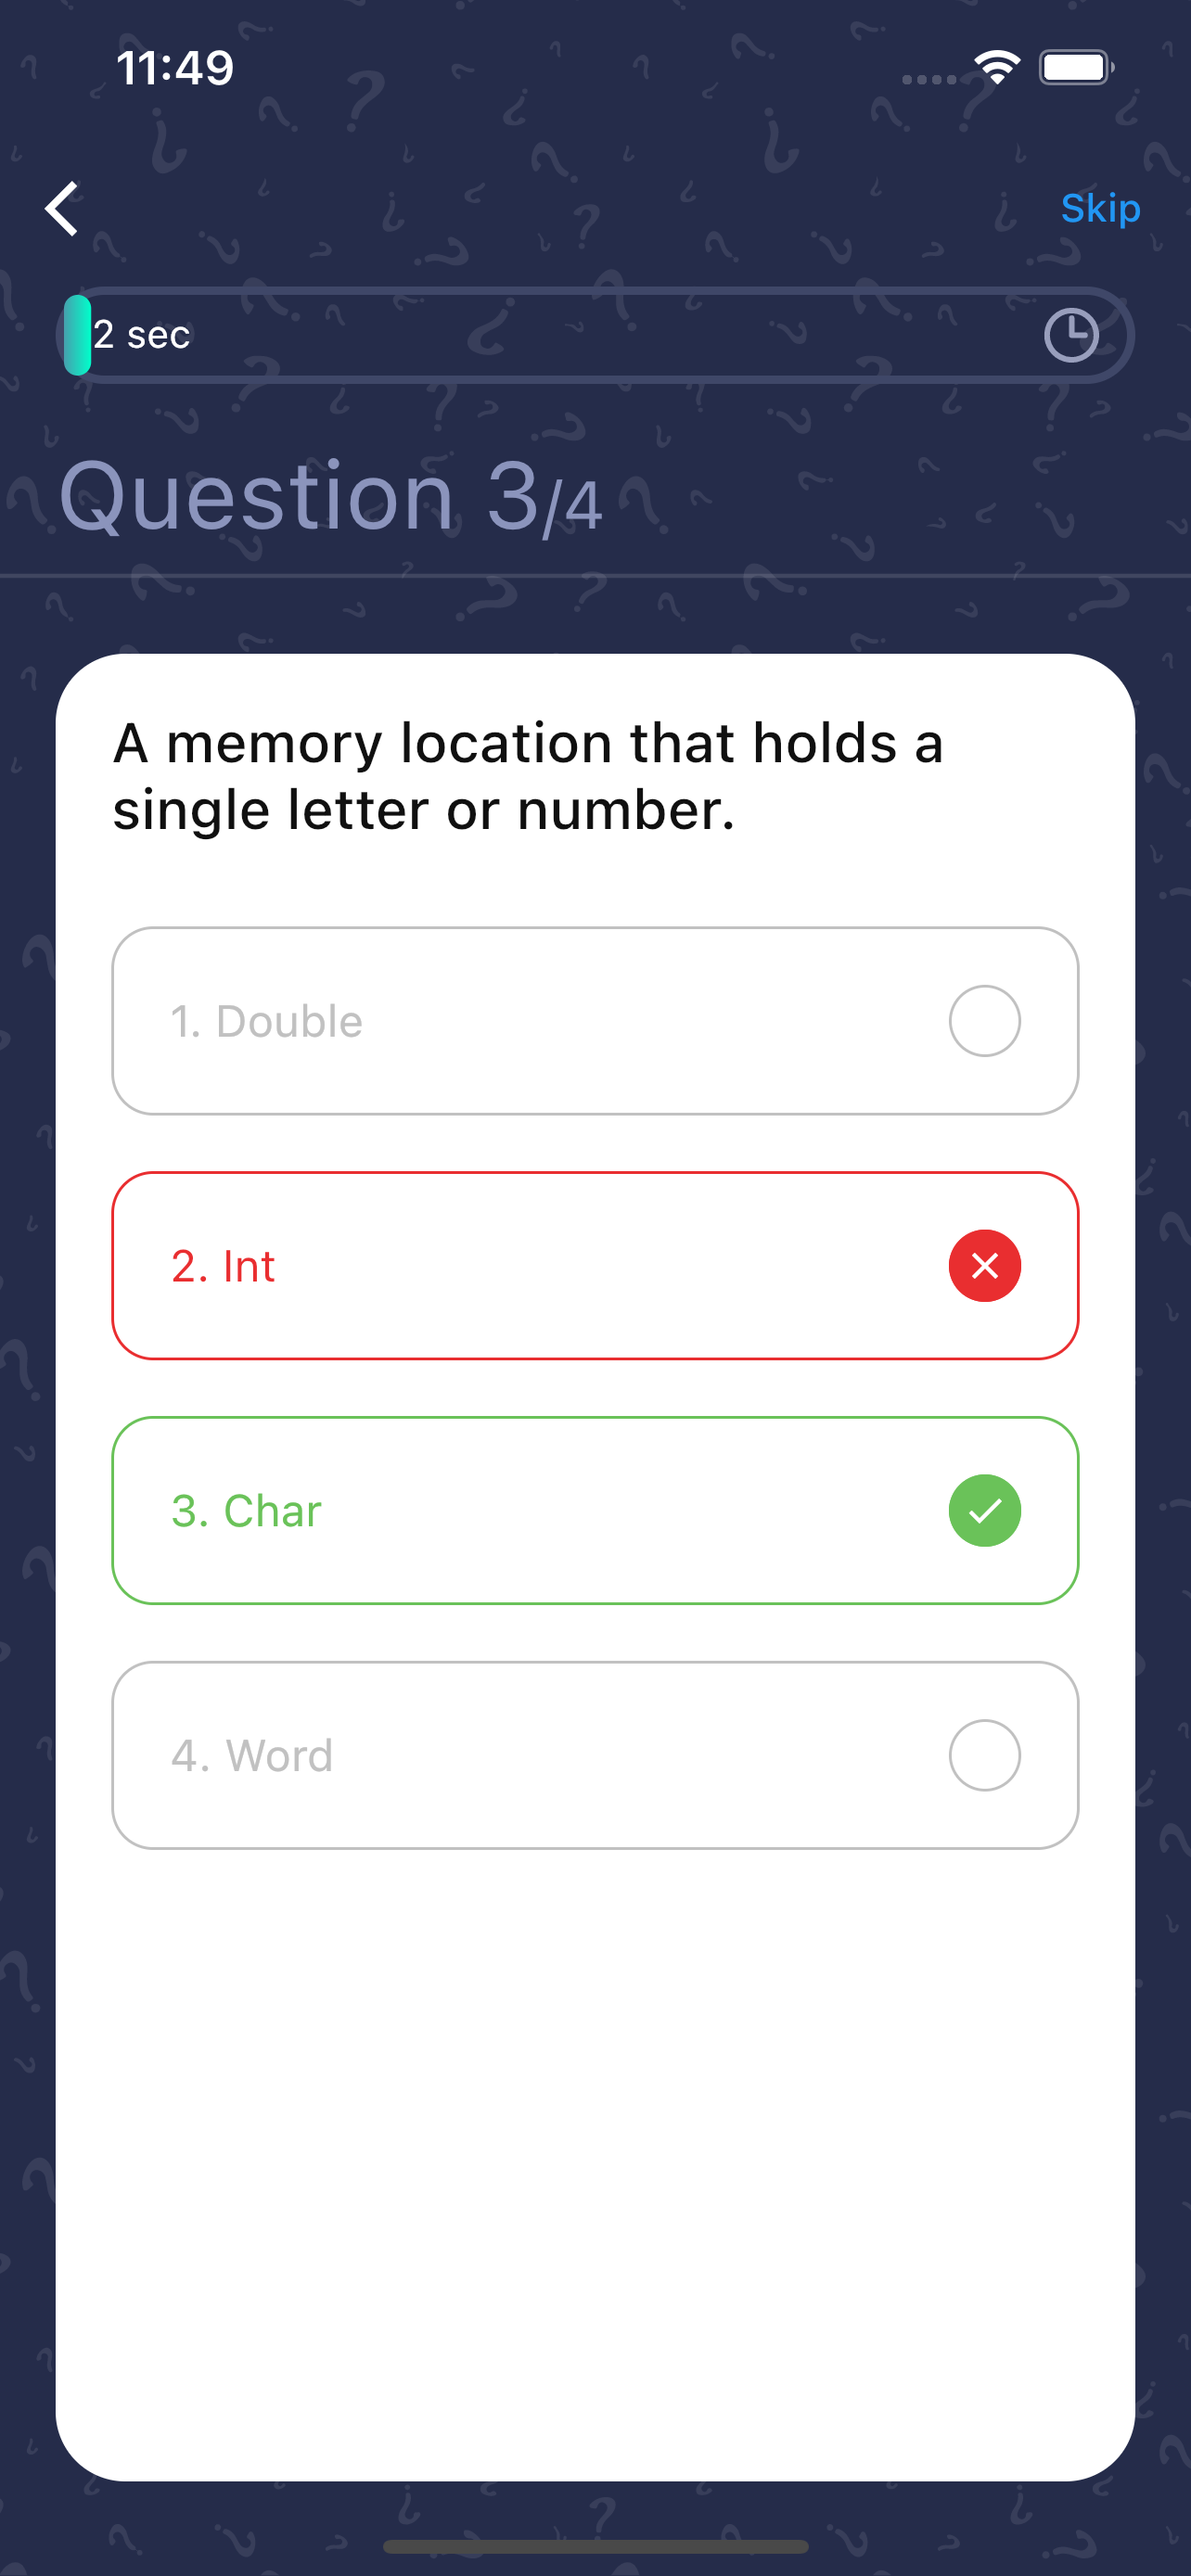 11:49
Skip
2 sec
Question 3/4
A memory location that holds a
single letter or number.
1. Double
2. Int
3. Char
4. Word